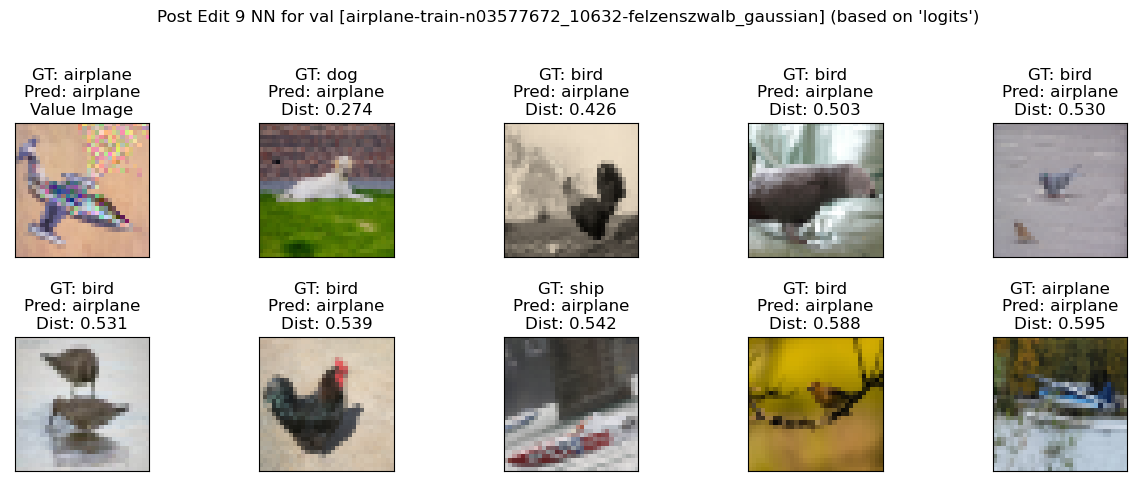 Post Edit 9 NN for val [airplane-train-n03577672_10632-felzenszwalb_gaussian] (based on 'logits')
GT: airplane
Pred: airplane
Value Image
GT: dog
Pred: airplane
Dist: 0.274
GT: bird
Pred: airplane
Dist: 0.426
GT: bird
Pred: airplane
Dist: 0.503
GT: bird
Pred: airplane
Dist: 0.530
GT: bird
Pred: airplane
Dist: 0.531
GT: bird
Pred: airplane
Dist: 0.539
GT: ship
Pred: airplane
Dist: 0.542
GT: bird
Pred: airplane
Dist: 0.588
GT: airplane
Pred: airplane
Dist: 0.595